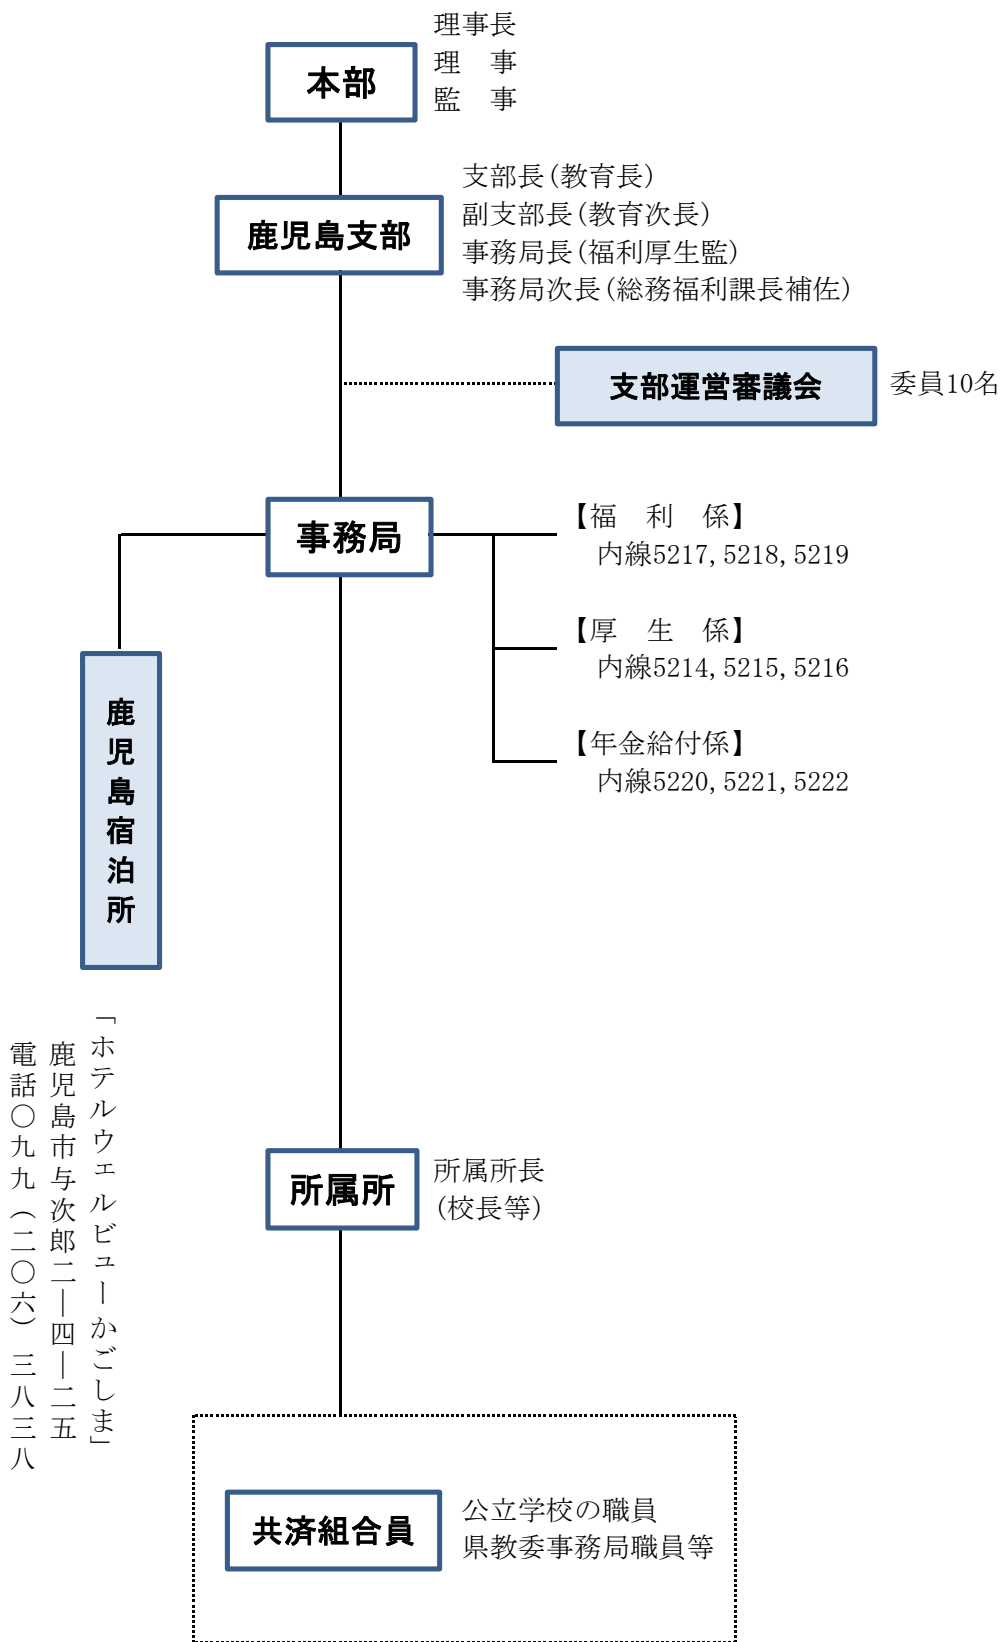 理事長
理　事
監　事
本部
支部長(教育長)
副支部長(教育次長)
事務局長(福利厚生監)
事務局次長(総務福利課長補佐)
鹿児島支部
支部運営審議会
委員10名
事務局
【福　利　係】
内線5217,5218,5219
【厚　生　係】
内線5214,5215,5216
【年金給付係】
内線5220,5221,5222
鹿児島宿泊所
「ホテルウェルビューかごしま」
鹿児島市与次郎二―四―二五
電話〇九九（二〇六）三八三八
所属所
所属所長
(校長等)
共済組合員
公立学校の職員
県教委事務局職員等